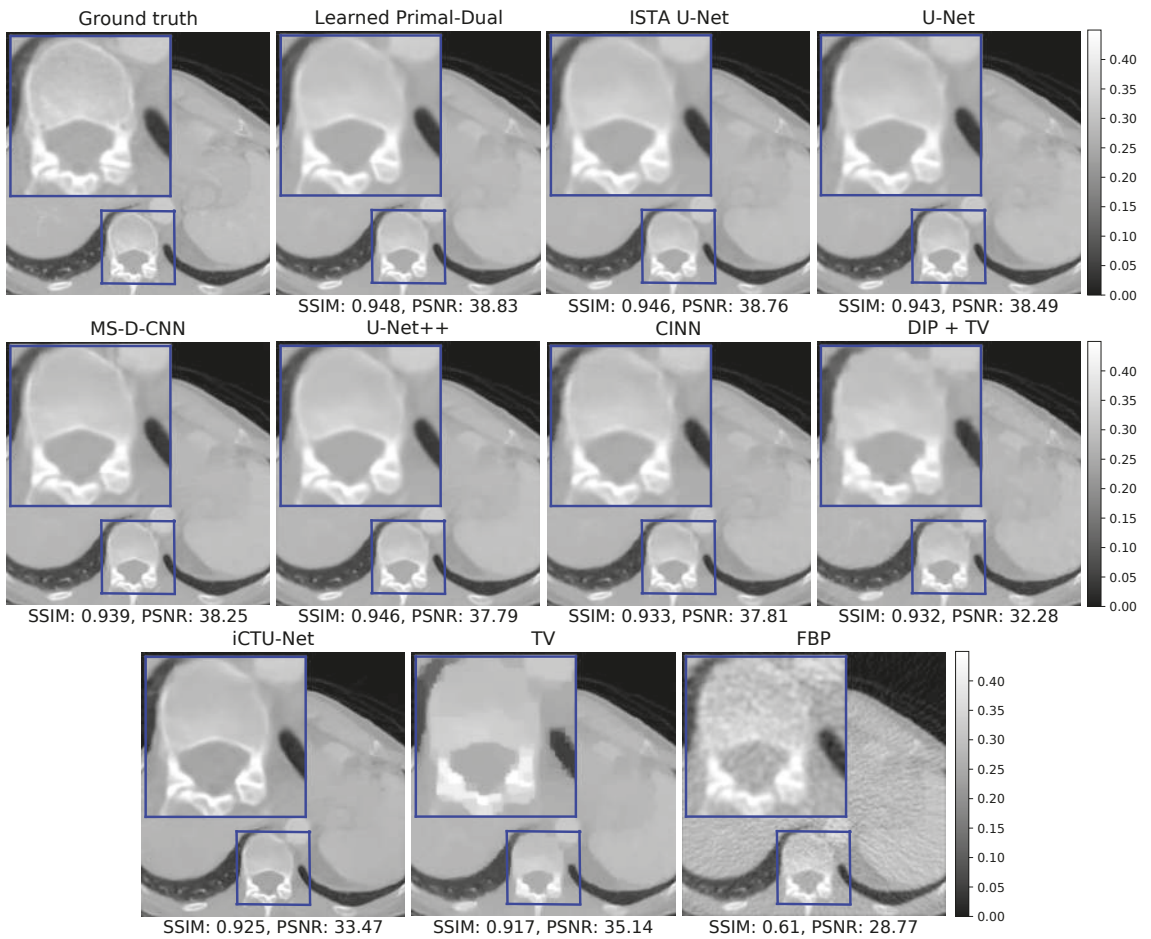 Ground truth
Learned Primal-Dual
ISTA U-Net
U-Net
0.40
0.35
0.30
0.25
0.20
0.15
0.10
0.05
0.00
SSIM: 0.948, PSNR: 38.83
SSIM: 0.946, PSNR: 38.76
SSIM: 0.943, PSNR: 38.49
MS-D-CNN
U-Net++
CINN
DIP + TV
0.40
0.35
0.30
0.25
0.20
0.15
0.10
0.05
0.00
SSIM: 0.939, PSNR: 38.25
SSIM: 0.946, PSNR: 37.79
SSIM: 0.933, PSNR: 37.81
SSIM: 0.932, PSNR: 32.28
iCTU-Net
TV
FBP
0.40
0.35
0.30
0.25
0.20
0.15
0.10
0.05
0.00
SSIM: 0.925, PSNR: 33.47
SSIM: 0.917, PSNR: 35.14
SSIM: 0.61, PSNR: 28.77